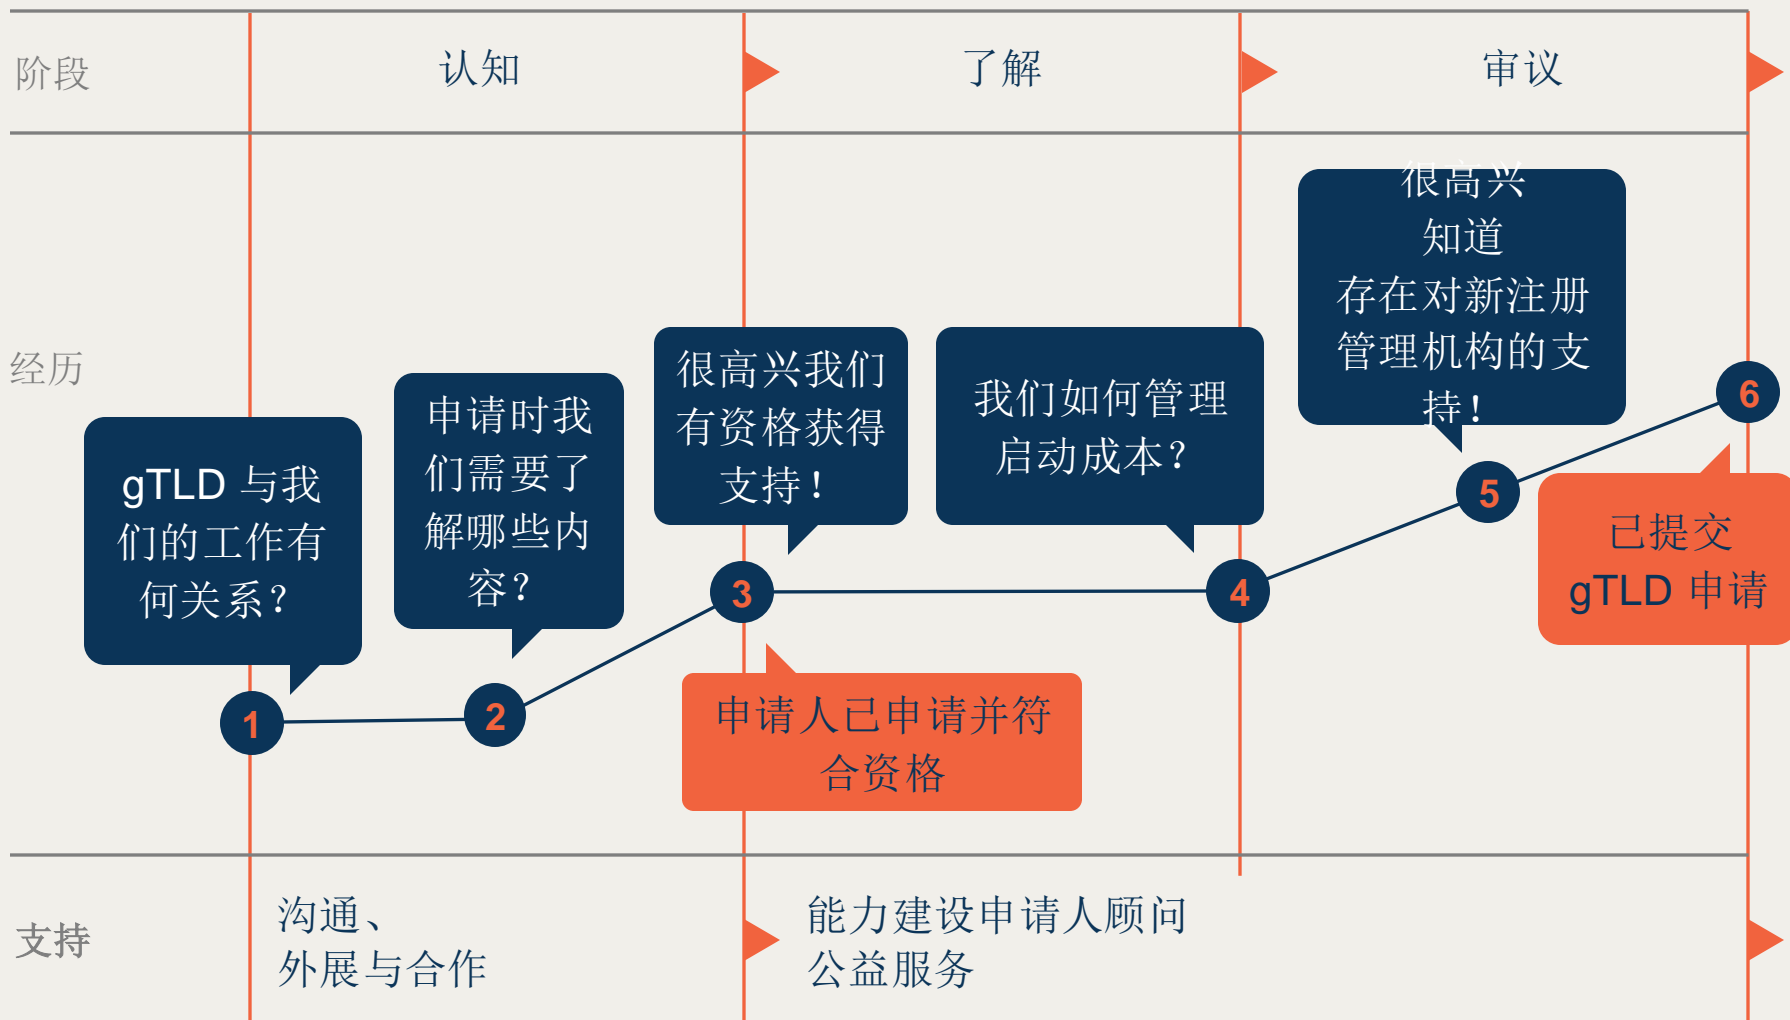 阶段
认知
了解
审议
经历
gTLD 与我
们的工作有
何关系？
申请时我
们需要了
解哪些内
容？
很高兴我们
有资格获得
支持！
我们如何管理
启动成本？
很高兴
知道
存在对新注册
管理机构的支
持！
1
2
3
4
5
6
申请人已申请并符
合资格
已提交
gTLD 申请
支持
沟通、
外展与合作
能力建设申请人顾问
公益服务